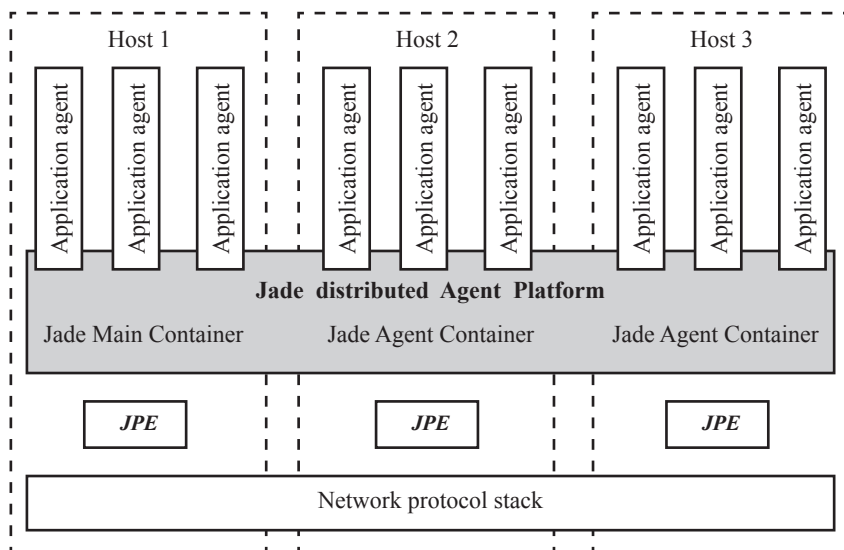 Host 1
Host 2
Host 3
Application agent
Application agent
Application agent
Application agent
Application agent
Application agent
Application agent
Application agent
Application agent
Jade distributed Agent Platform
Jade Main Container
Jade Agent Container
Jade Agent Container
JPE
JPE
JPE
Network protocol stack